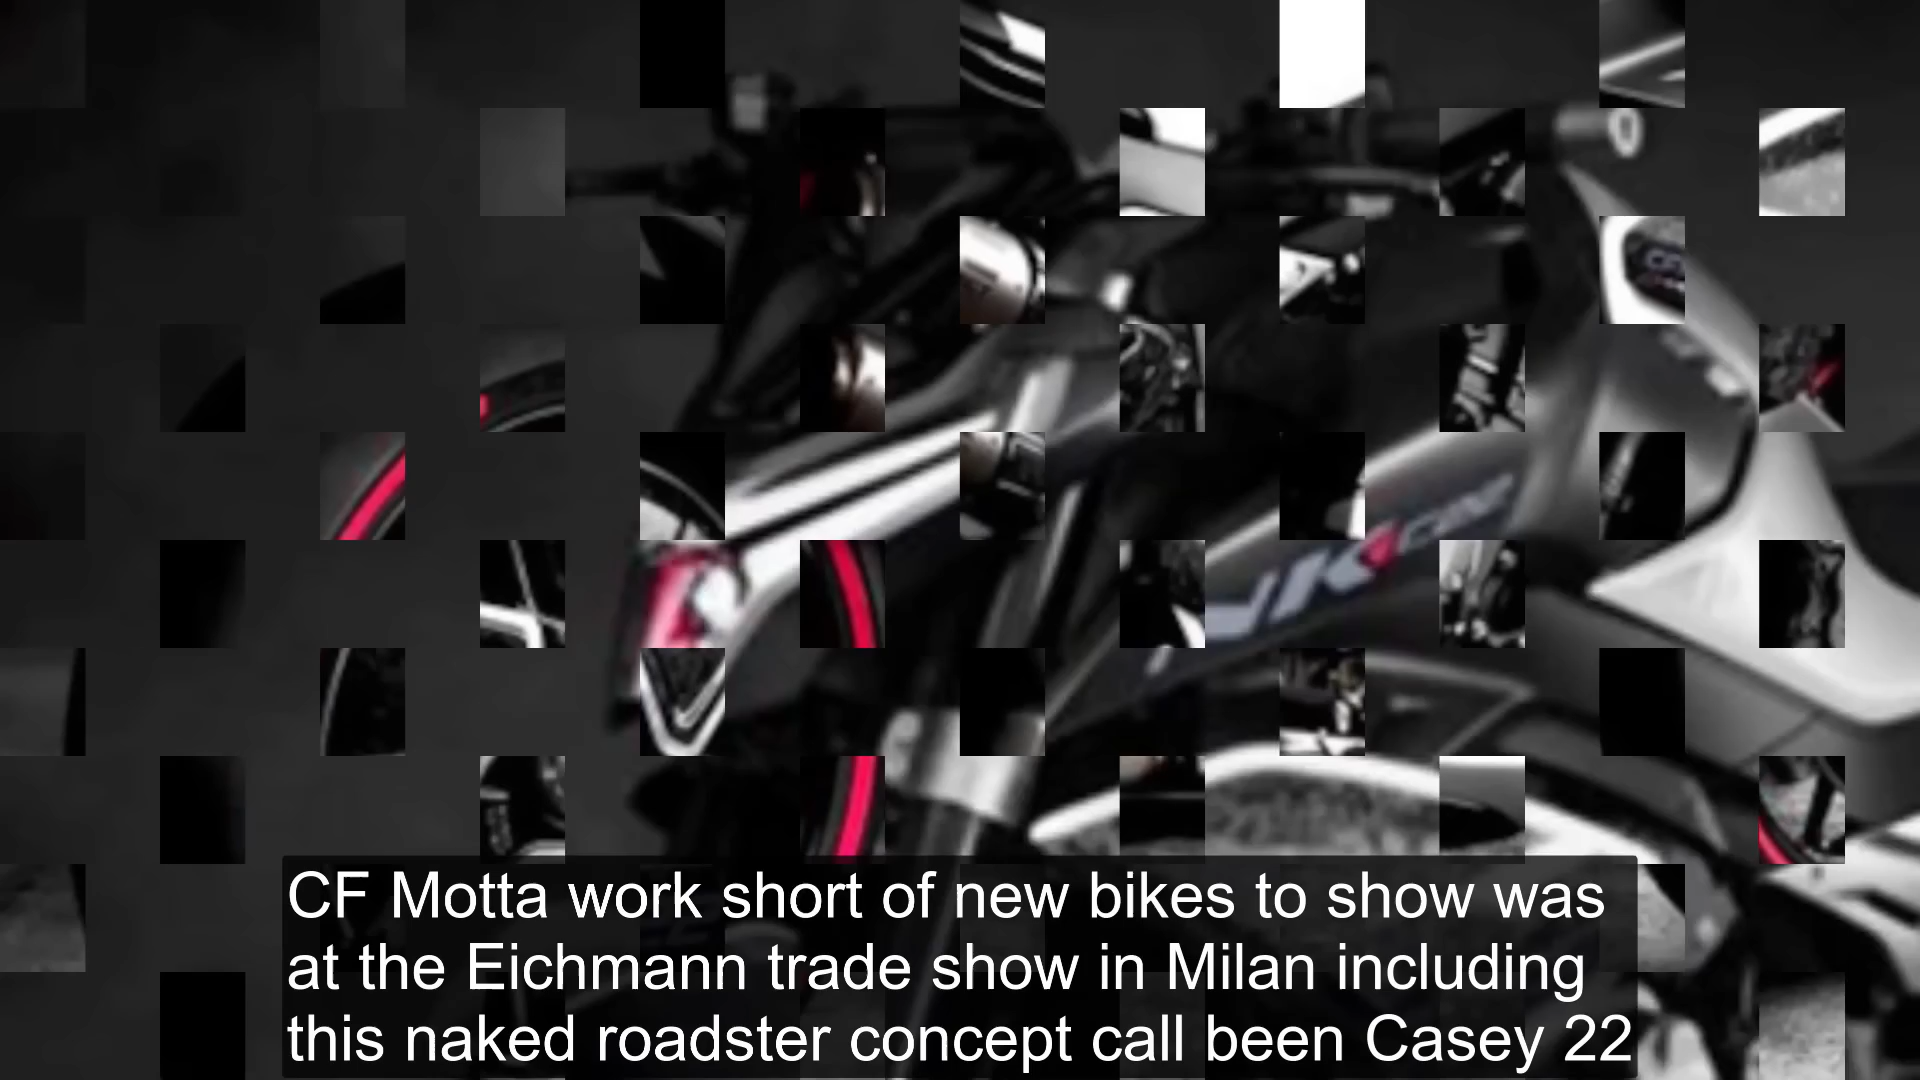 CF Motta work short of new bikes to show was
at the Eichmann trade show in Milan including
this naked roadster concept call been Casey 22